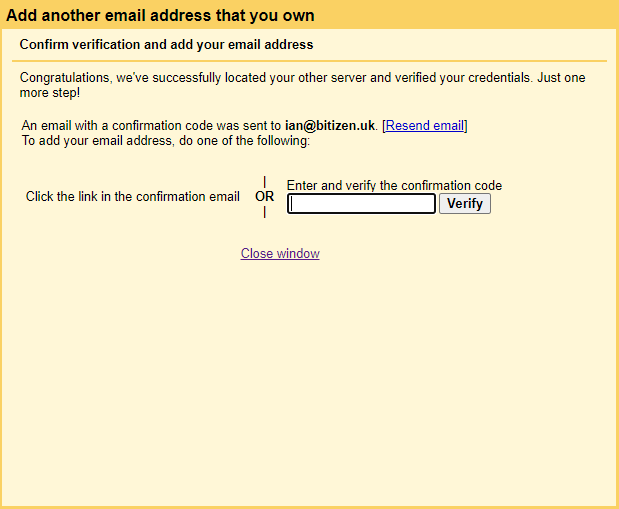 Add another email address that you own
Confirm verification and add your email address
Congratulations, we've successfully located your other server and verified your credentials. Just one
more step!
An email with a confirmation code was sent to ian@bitizen.uk. [Resend email]
To add your email address, do one of the following:
Click the link in the confirmation email
|
OR
|
Enter and verify the confirmation code
Verify
Close window